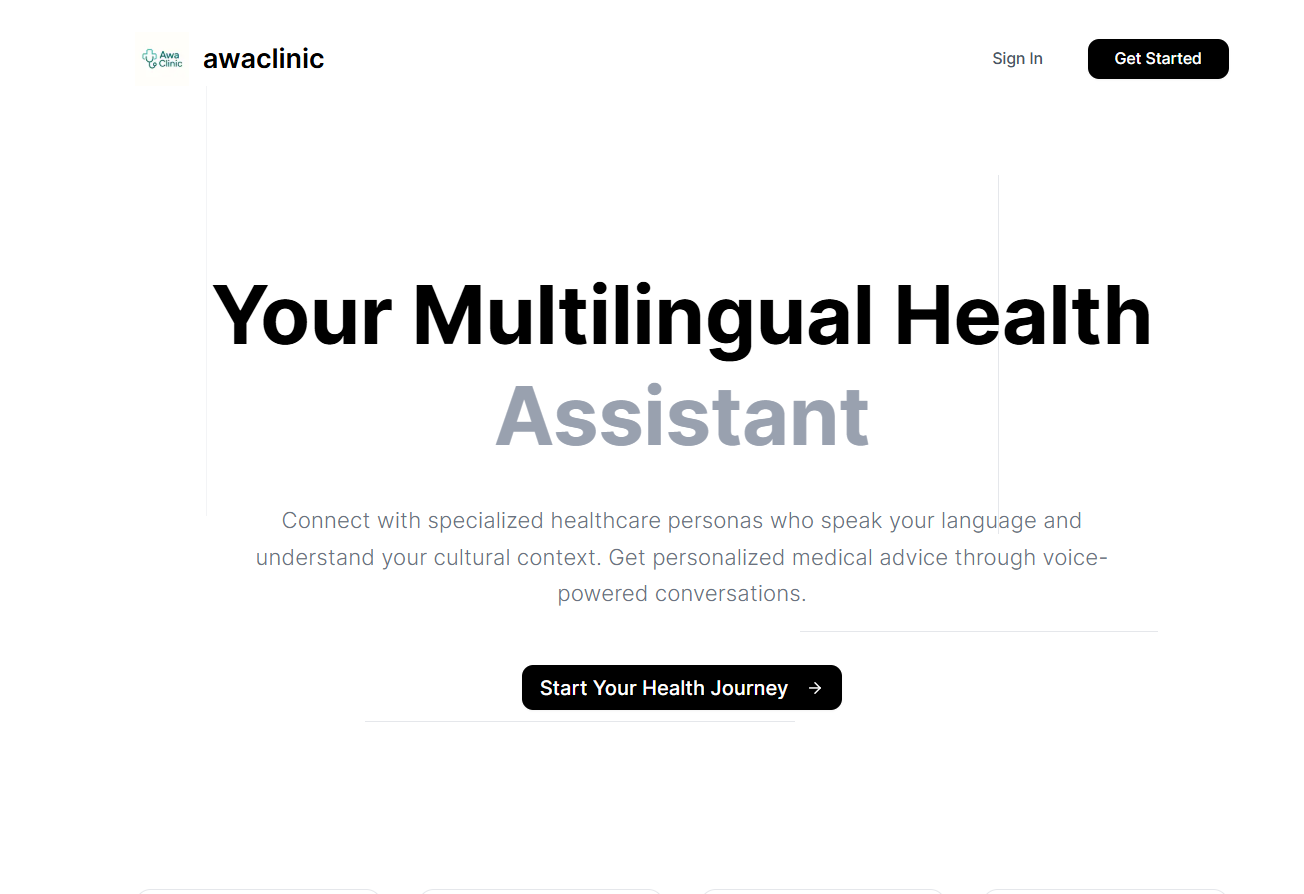 Awa
Clinic
awaclinic
Sign In
Get Started
Your Multilingual Health
Assistant
Connect with specialized healthcare personas who speak your language and
understand your cultural context. Get personalized medical advice through voice-
powered conversations.
Start Your Health Journey